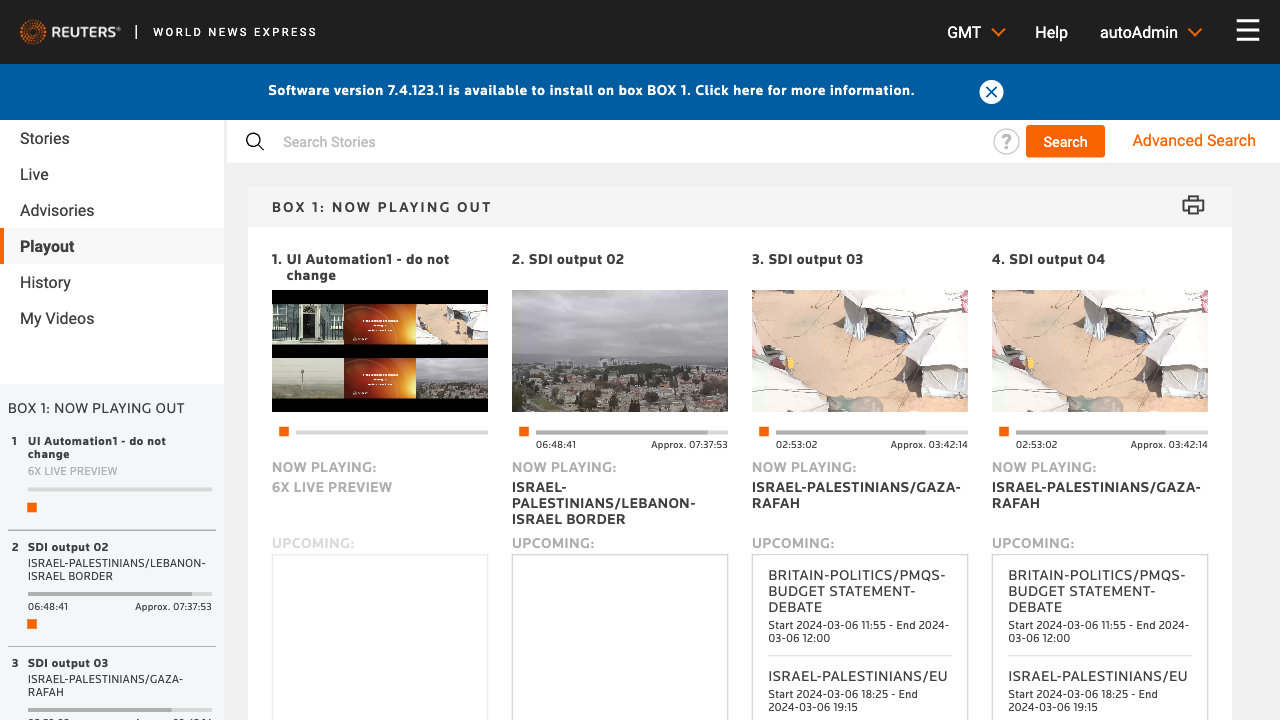 REUTERS® | WORLD NEWS EXPRESS
GMT Help autoAdmin
Software version 7.4.123.1 is available to install on box BOX 1. Click here for more information.
Stories
Live
Advisories
Playout
History
My Videos
Search Stories
? Search Advanced Search
BOX 1: NOW PLAYING OUT
1 UI Automation1 - do not
change
6X LIVE PREVIEW
2 SDI output 02
ISRAEL-PALESTINIANS/LEBANON-
ISRAEL BORDER
06:48:41 Approx. 07:37:53
3 SDI output 03
ISRAEL-PALESTINIANS/GAZA-
RAFAH
BOX 1: NOW PLAYING OUT
1. UI Automation1 - do not
change
NOW PLAYING:
6X LIVE PREVIEW
UPCOMING:
2. SDI output 02
06:48:41 Approx. 07:37:53
NOW PLAYING:
ISRAEL-
PALESTINIANS/LEBANON-
ISRAEL BORDER
UPCOMING:
3. SDI output 03
02:53:02 Approx. 03:42:14
NOW PLAYING:
ISRAEL-PALESTINIANS/GAZA-
RAFAH
UPCOMING:
BRITAIN-POLITICS/PMQS-
BUDGET STATEMENT-
DEBATE
Start 2024-03-06 11:55 - End 2024-
03-06 12:00
ISRAEL-PALESTINIANS/EU
Start 2024-03-06 18:25 - End
2024-03-06 19:15
4. SDI output 04
02:53:02 Approx. 03:42:14
NOW PLAYING:
ISRAEL-PALESTINIANS/GAZA-
RAFAH
UPCOMING:
BRITAIN-POLITICS/PMQS-
BUDGET STATEMENT-
DEBATE
Start 2024-03-06 11:55 - End 2024-
03-06 12:00
ISRAEL-PALESTINIANS/EU
Start 2024-03-06 18:25 - End
2024-03-06 19:15